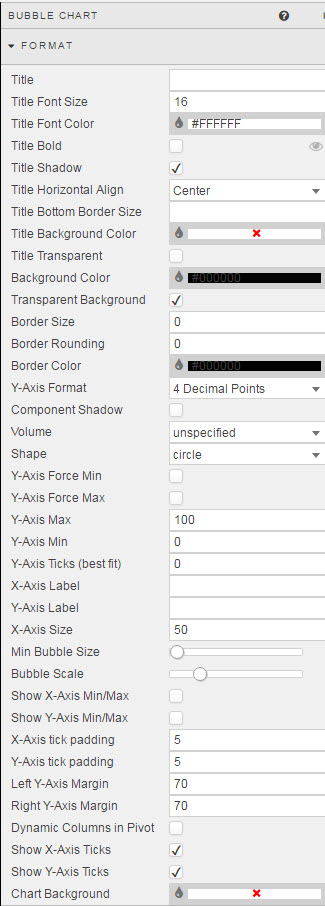 BUBBLE CHART
FORMAT
Title
Title Font Size 16
Title Font Color #FFFFFF
Title Bold
Title Shadow
Title Horizontal Align Center
Title Bottom Border Size
Title Background Color
Title Transparent
Background Color #000000
Transparent Background
Border Size 0
Border Rounding 0
Border Color #000000
Y-Axis Format 4 Decimal Points
Component Shadow
Volume unspecified
Shape circle
Y-Axis Force Min
Y-Axis Force Max
Y-Axis Max 100
Y-Axis Min 0
Y-Axis Ticks (best fit) 0
X-Axis Label
Y-Axis Label
X-Axis Size 50
Min Bubble Size
Bubble Scale
Show X-Axis Min/Max
Show Y-Axis Min/Max
X-Axis tick padding 5
Y-Axis tick padding 5
Left Y-Axis Margin 70
Right Y-Axis Margin 70
Dynamic Columns in Pivot
Show X-Axis Ticks
Show Y-Axis Ticks
Chart Background